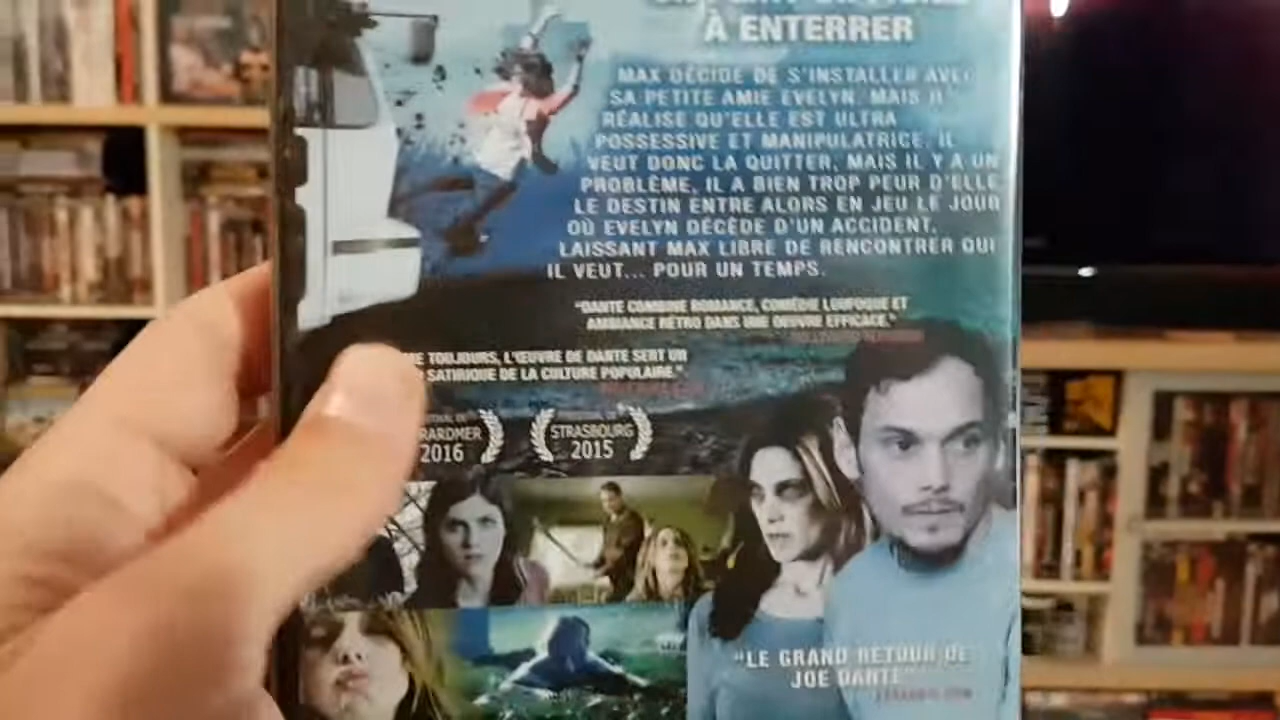 À ENTERRER
MAX DÉCIDE DE S'INSTALLER AVEC
SA PETITE AMIE EVELYN. MAIS IL
RÉALISE QU'ELLE EST ULTRA
POSSESSIVE ET MANIPULATRICE. IL
VEUT DONC LA QUITTER, MAIS IL Y A UN
PROBLÈME, IL A BIEN TROP PEUR D'ELLE
LE DESTIN ENTRE ALORS EN JEU LE JOUR
OÙ EVELYN DÉCÈDE D'UN ACCIDENT,
LAISSANT MAX LIBRE DE RENCONTRER QUI
IL VEUT... POUR UN TEMPS.
"DANTE COMBINE ROMANCE, COMÉDIE LOUFOQUE ET
AMBIANCE RÉTRO DANS UNE OEUVRE EFFICACE."
TOUJOURS, L'ŒUVRE DE DANTE SERT UN
SATIRIQUE DE LA CULTURE POPULAIRE."
RARDMER
2016
STRASBOURG
2015
"LE GRAND RETOUR DE
JOE DANTE"